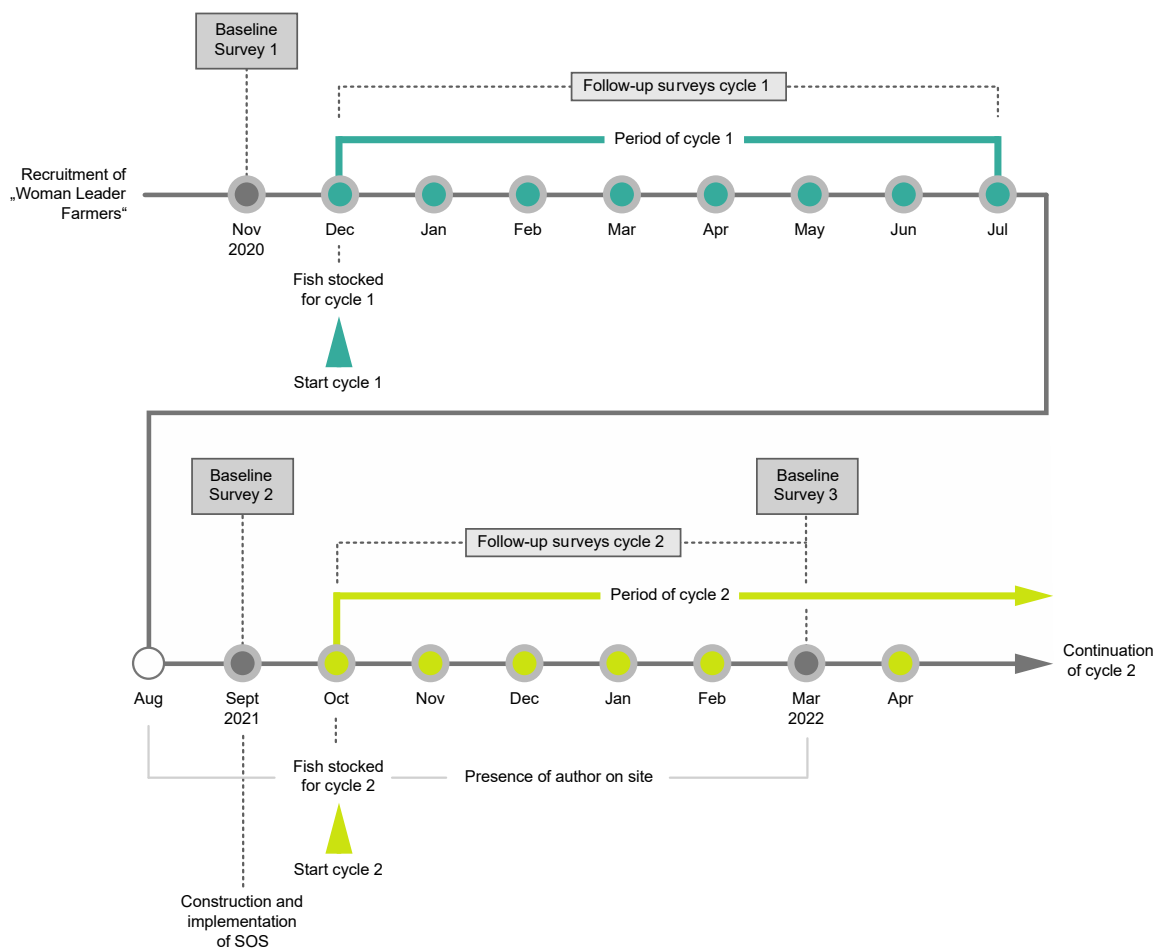 Baseline
Survey 1
Follow-up surveys cycle 1
Period of cycle 1
Recruitment of
„Woman Leader
Farmers“
Nov
2020
Dec
Jan
Feb
Mar
Apr
May
Jun
Jul
Fish stocked
for cycle 1
Start cycle 1
Baseline
Survey 2
Baseline
Survey 3
Follow-up surveys cycle 2
Period of cycle 2
Continuation
of cycle 2
Aug
Sept
2021
Oct
Nov
Dec
Jan
Feb
Mar
2022
Apr
Fish stocked
for cycle 2
Presence of author on site
Start cycle 2
Construction and
implementation
of SOS